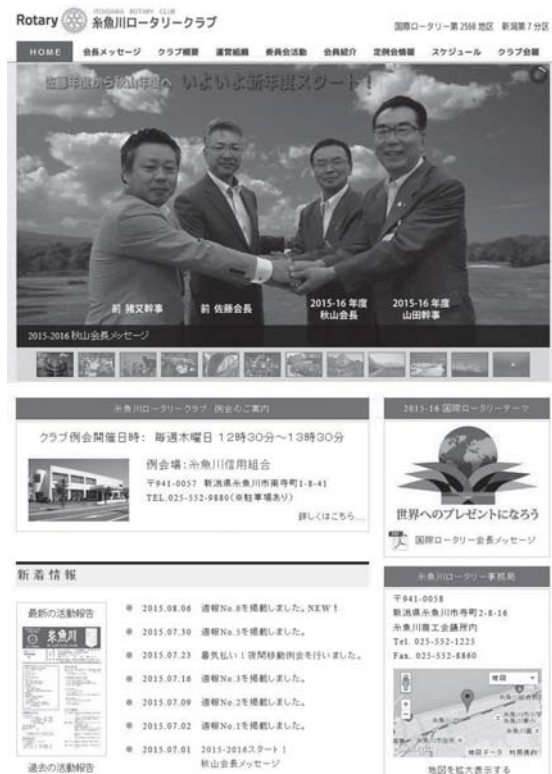 Rotary
ITOIGAWA ROTARY CLUB
糸魚川ロータリークラブ
国際ロータリー第2560地区 新潟第7分区
HOME 会長メッセージ クラブ概要 運営組織 委員会活動 会員紹介 定例会情報 スケジュール クラブ会報
佐藤年度から秋山年度へ いよいよ新年度スタート！
前 猪又幹事
前 佐藤会長
2015-16 年度
秋山会長
2015-16 年度
山田幹事
2015-2016 秋山会長メッセージ
糸魚川ロータリークラブ 例会のご案内
クラブ例会開催日時： 毎週木曜日 12時30分～13時30分
例会場：糸魚川信用組合
〒941-0057 新潟県糸魚川市南寺町1-8-41
TEL.025-552-9880(※駐車場あり)
詳しくはこちら...
2015-16 国際ロータリーテーマ
世界へのプレゼントになろう
国際ロータリー会長メッセージ
新着情報
最新の活動報告
糸魚川
過去の活動報告
2015.08.06 週報No.6を掲載しました。NEW！
2015.07.30 週報No.5を掲載しました。
2015.07.23 暑気払い！夜間移動例会を行いました。
2015.07.16 週報No.3を掲載しました。
2015.07.09 週報No.2を掲載しました。
2015.07.02 週報No.1を掲載しました。
2015.07.01 2015-2016スタート！
秋山会長メッセージ
糸魚川ロータリー事務局
〒941-0058
新潟県糸魚川市寺町2-8-16
糸魚川商工会議所内
Tel. 025-552-1225
Fax. 025-552-8860
地図
地図データ 利用規約
地図を拡大表示する